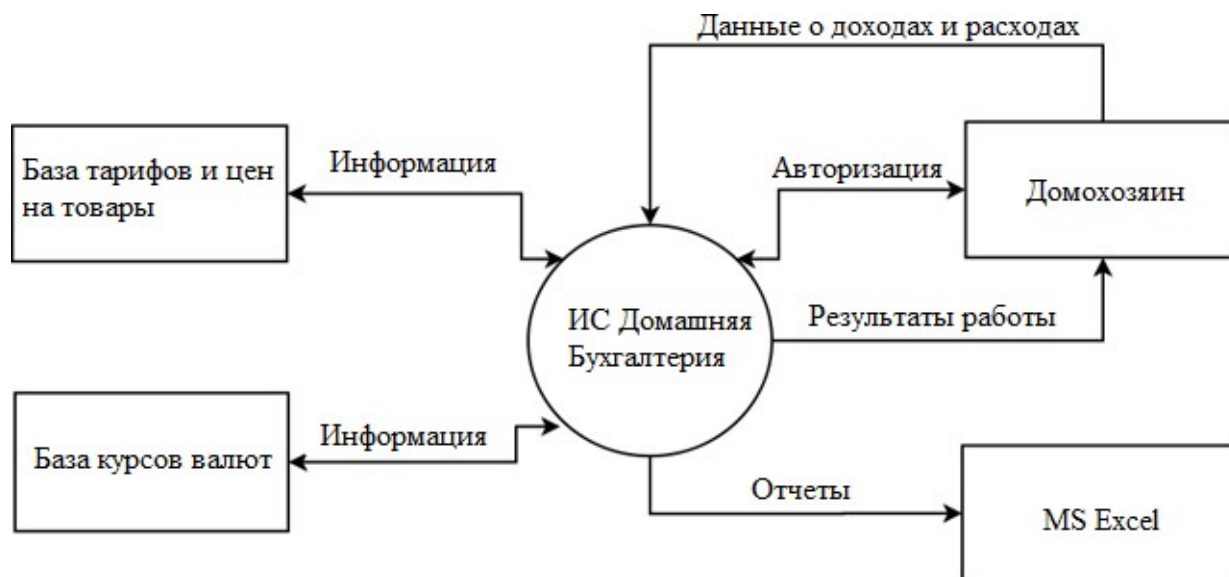 Данные о доходах и расходах
База тарифов и цен
на товары
Информация
Авторизация
Домохозяин
ИС Домашняя
Бухгалтерия
Результаты работы
База курсов валют
Информация
Отчеты
MS Excel